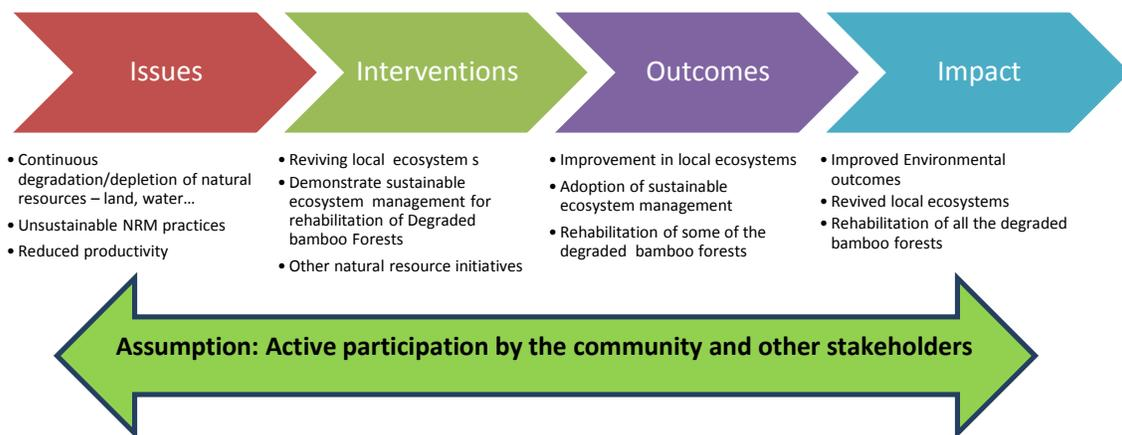 Issues
Interventions
Outcomes
Impact
• Continuous
degradation/depletion of natural
resources – land, water…
• Unsustainable NRM practices
• Reduced productivity
• Reviving local ecosystem s
• Demonstrate sustainable
ecosystem management for
rehabilitation of Degraded
bamboo Forests
• Other natural resource initiatives
• Improvement in local ecosystems
• Adoption of sustainable
ecosystem management
• Rehabilitation of some of the
degraded bamboo forests
• Improved Environmental
outcomes
• Revived local ecosystems
• Rehabilitation of all the degraded
bamboo forests
Assumption: Active participation by the community and other stakeholders